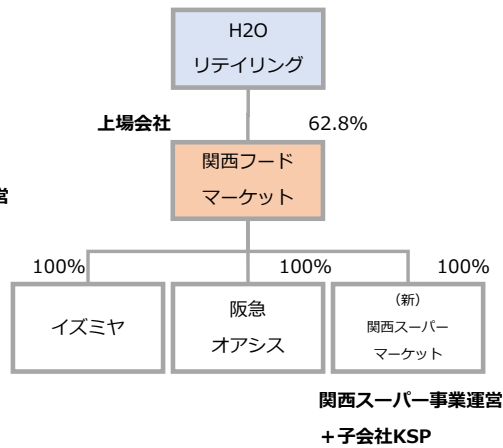 H2O
リテイリング
上場会社
62.8%
関西フード
マーケット
営
100%
100%
100%
イズミヤ
阪急
オアシス
(新)
関西スーパー
マーケット
関西スーパー事業運営
+子会社KSP